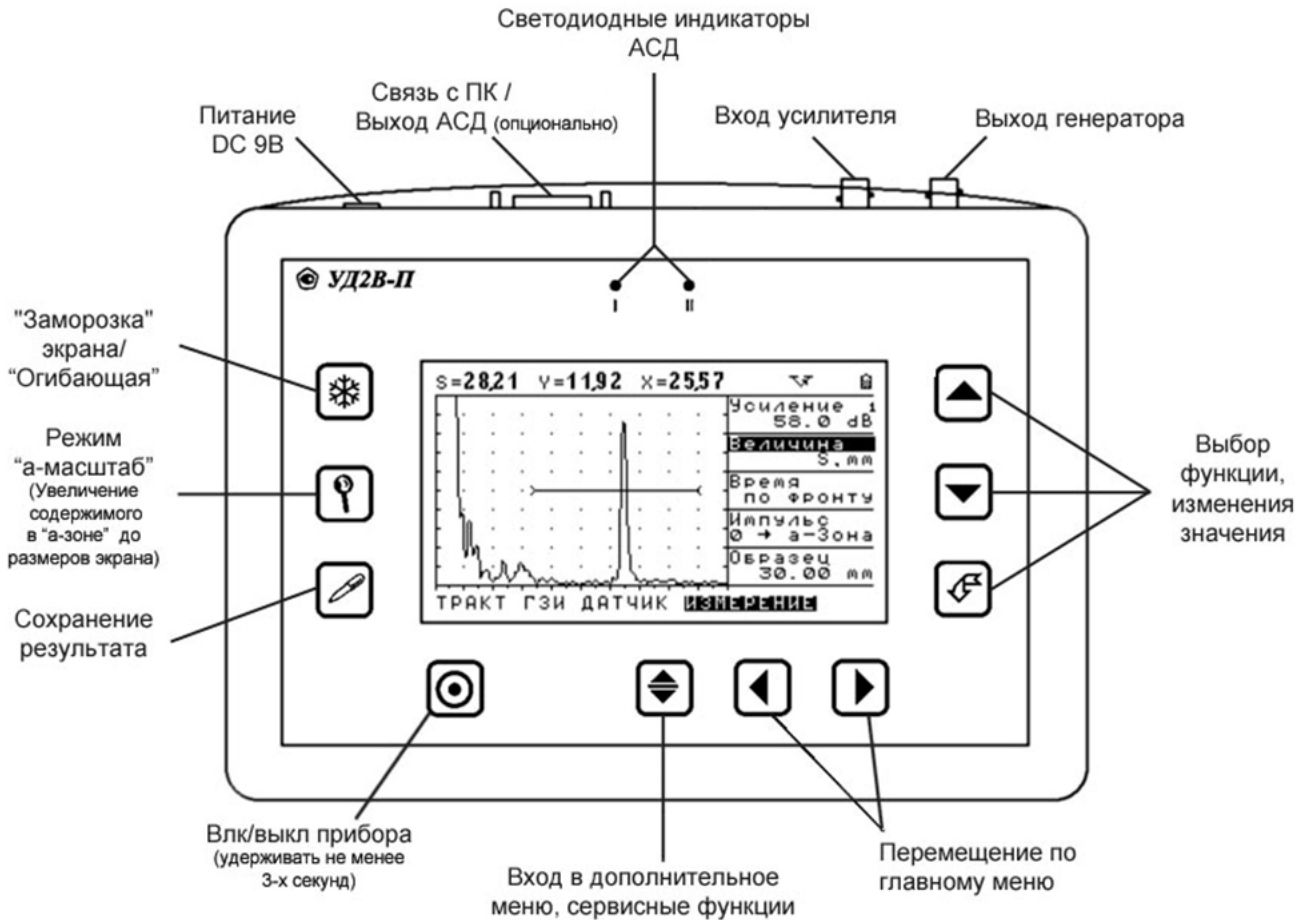 Светодиодные индикаторы
АСД
Связь с ПК /
Выход АСД (опционально)
Питание
DC 9В
Вход усилителя
Выход генератора
УД2В-П
I
II
"Заморозка"
экрана/
“Огибающая”
Режим
“а-масштаб”
(Увеличение
содержимого
в “а-зоне” до
размеров экрана)
Сохранение
результата
S=28,21 Y=11,92 X=25,57
Усиление 1
58.0 dB
Величина
S,mm
Время
по фронту
Импульс
0 → а-Зона
Образец
30.00 mm
ТРАКТ ГЗИ ДАТЧИК ИЗМЕРЕНИЕ
Выбор
функции,
изменения
значения
Влк/выкл прибора
(удерживать не менее
3-х секунд)
Вход в дополнительное
меню, сервисные функции
Перемещение по
главному меню